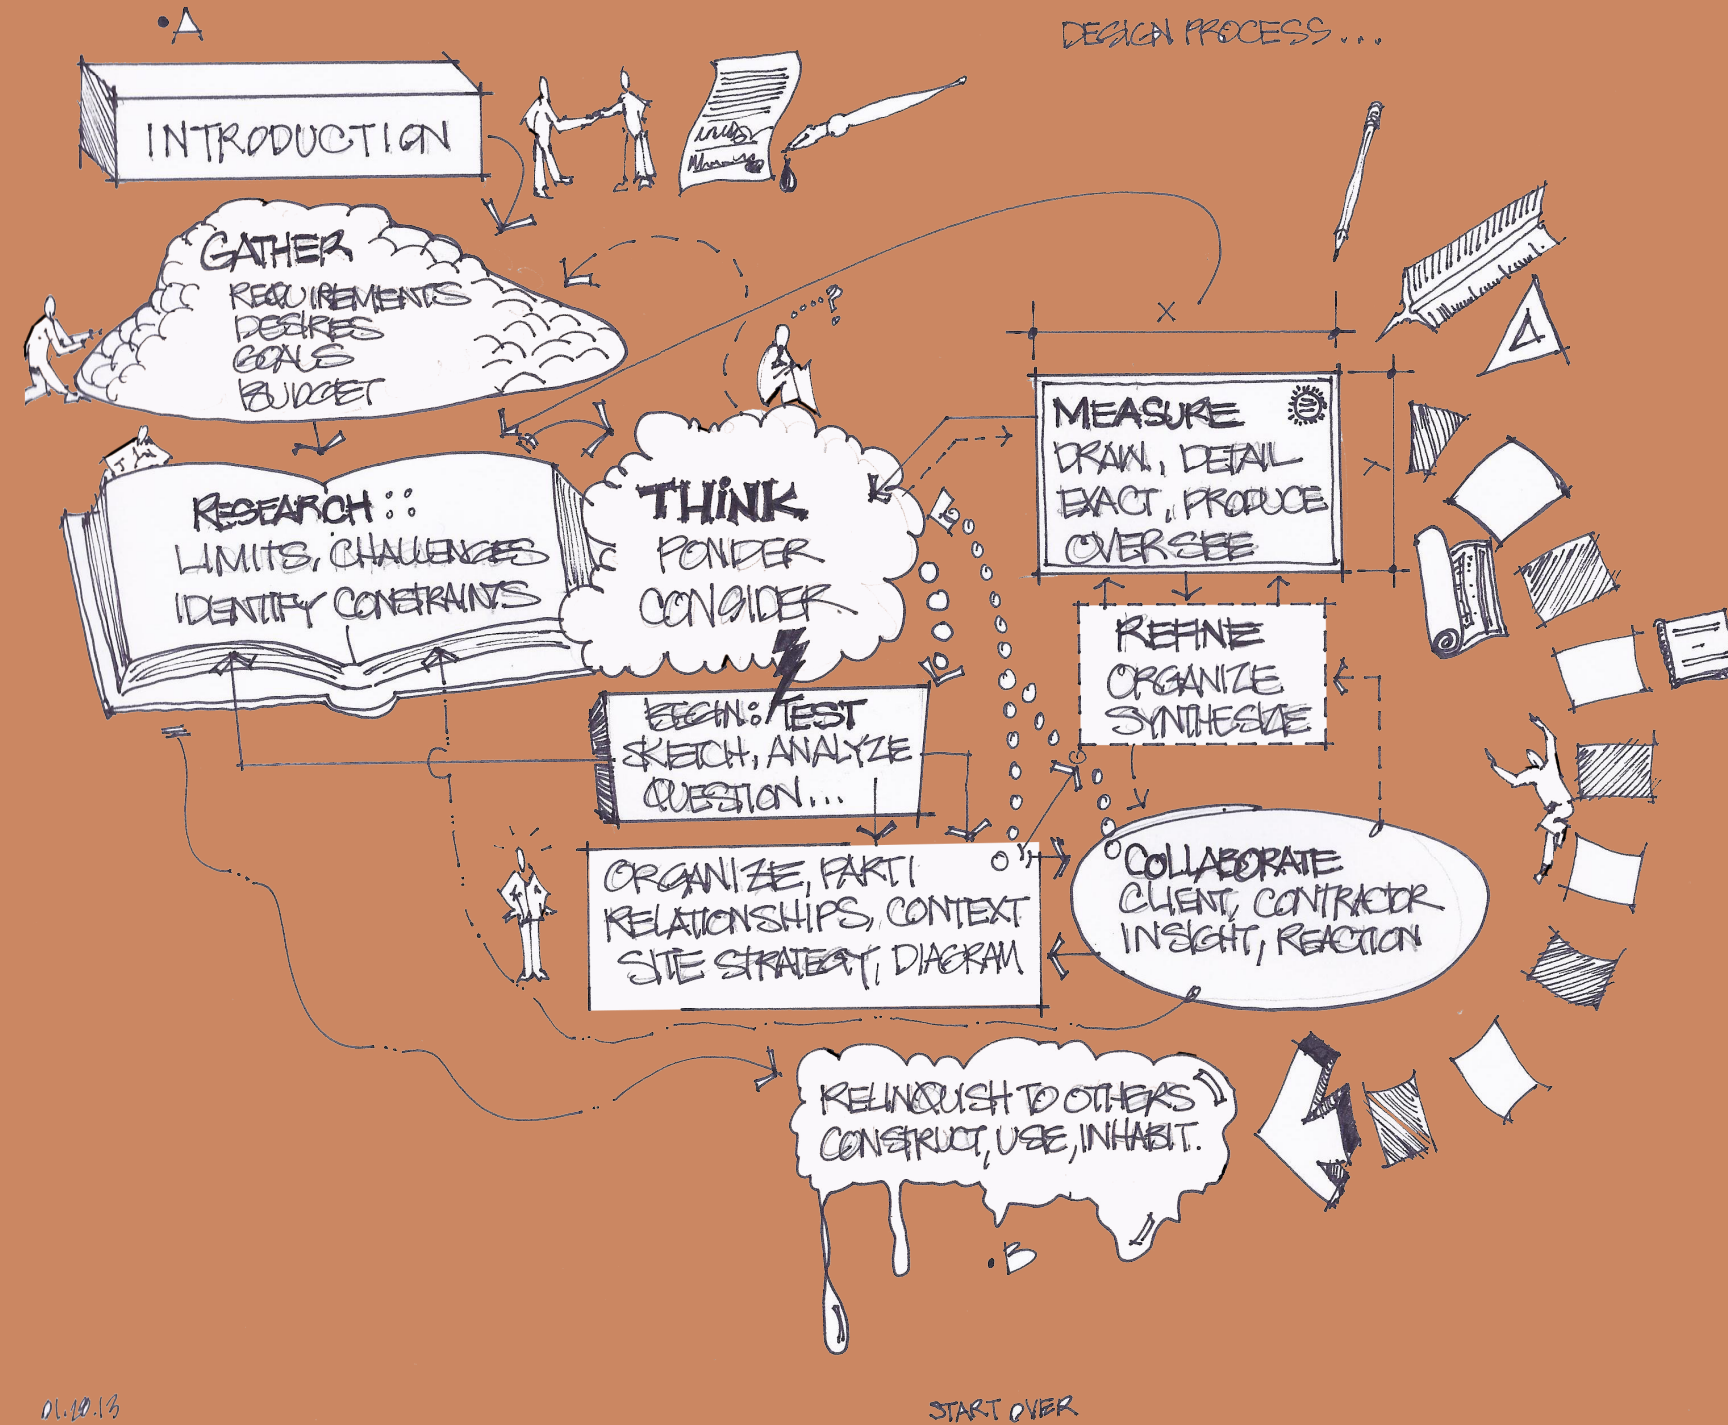 •A
DESIGN PROCESS...
INTRODUCTION
GATHER
REQUIREMENTS
DESIRES
GOALS
BUDGET
?
X
RESEARCH::
LIMITS, CHALLENGES
IDENTIFY CONSTRAINTS
THiNK
PONDER
CONSIDER
MEASURE
DRAW, DETAIL
EXACT, PRODUCE
OVERSEE
Y
REFINE
ORGANIZE
SYNTHESIZE
BEGIN: TEST
SKETCH, ANALYZE
QUESTION...
ORGANIZE, PARTI
RELATIONSHIPS, CONTEXT
SITE STRATEGY, DIAGRAM
COLLABORATE
CLIENT, CONTRACTOR
INSIGHT, REACTION
RELINQUISH TO OTHERS
CONSTRUCT, USE, INHABIT.
•B
START OVER